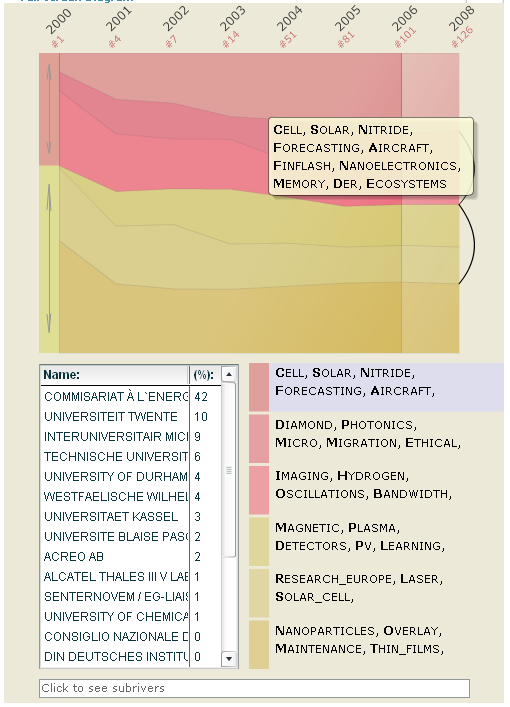 2000 2001 2002 2003 2004 2005 2006 2008
#1 #4 #7 #14 #51 #81 #101 #126
CELL, SOLAR, NITRIDE,
FORECASTING, AIRCRAFT,
FINFLASH, NANOELECTRONICS,
MEMORY, DER, ECOSYSTEMS
Name: (%):
COMMISARIAT À L`ENERG 42
UNIVERSITEIT TWENTE 10
INTERUNIVERSITAIR MICI 9
TECHNISCHE UNIVERSIT 6
UNIVERSITY OF DURHAM 4
WESTFAELISCHE WILHEL 4
UNIVERSITAET KASSEL 3
UNIVERSITE BLAISE PASC 2
ACREO AB 2
ALCATEL THALES III V LAB 1
SENTERNOVEM / EG-LIAIS 1
UNIVERSITY OF CHEMICA 1
CONSIGLIO NAZIONALE D 0
DIN DEUTSCHES INSTITU 0
CELL, SOLAR, NITRIDE,
FORECASTING, AIRCRAFT,
DIAMOND, PHOTONICS,
MICRO, MIGRATION, ETHICAL,
IMAGING, HYDROGEN,
OSCILLATIONS, BANDWIDTH,
MAGNETIC, PLASMA,
DETECTORS, PV, LEARNING,
RESEARCH_EUROPE, LASER,
SOLAR_CELL,
NANOPARTICLES, OVERLAY,
MAINTENANCE, THIN_FILMS,
Click to see subrivers